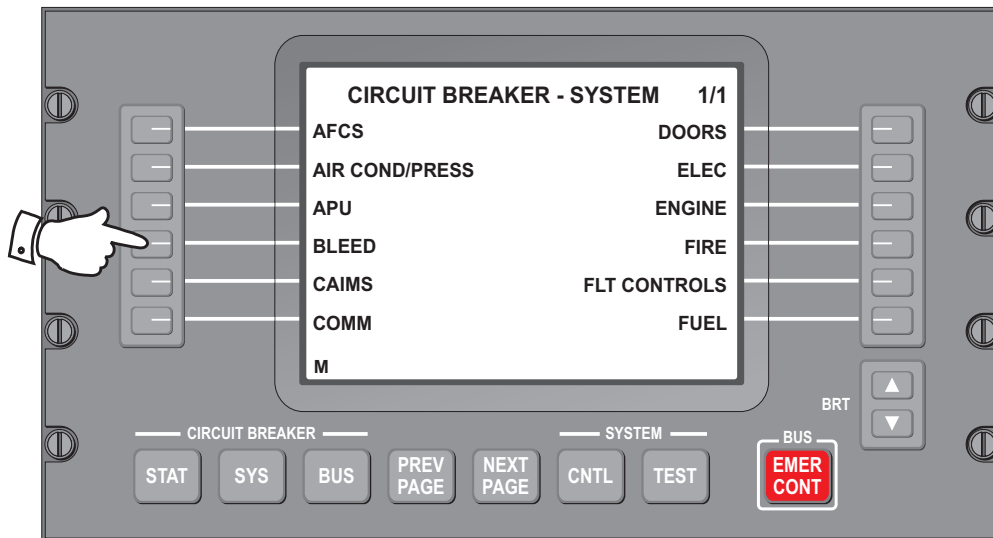 CIRCUIT BREAKER - SYSTEM 1/1
AFCS DOORS
AIR COND/PRESS ELEC
APU ENGINE
BLEED FIRE
CAIMS FLT CONTROLS
COMM FUEL
M
BRT
CIRCUIT BREAKER SYSTEM BUS
STAT SYS BUS PREV PAGE NEXT PAGE CNTL TEST EMER CONT